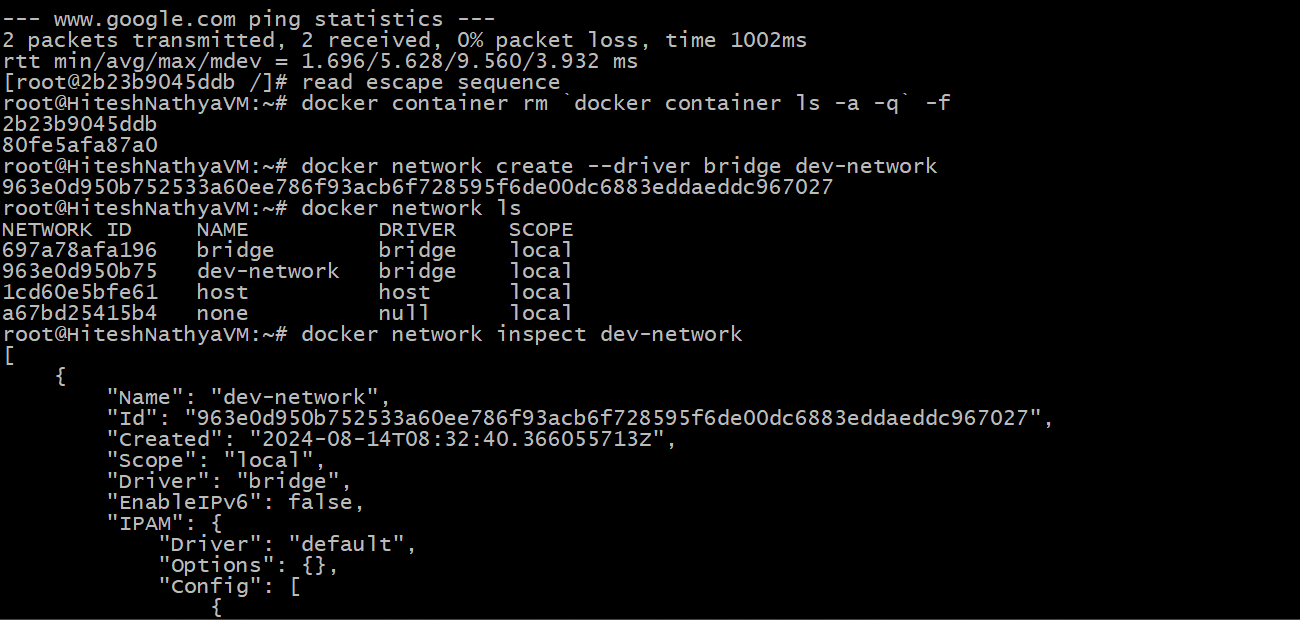 --- www.google.com ping statistics ---
2 packets transmitted, 2 received, 0% packet loss, time 1002ms
rtt min/avg/max/mdev = 1.696/5.628/9.560/3.932 ms
[root@2b23b9045ddb /]# read escape sequence
root@HiteshNathyaVM:~# docker container rm `docker container ls -a -q` -f
2b23b9045ddb
80fe5afa87a0
root@HiteshNathyaVM:~# docker network create --driver bridge dev-network
963e0d950b752533a60ee786f93acb6f728595f6de00dc6883eddaeddc967027
root@HiteshNathyaVM:~# docker network ls
NETWORK ID     NAME          DRIVER    SCOPE
697a78afa196   bridge        bridge    local
963e0d950b75   dev-network   bridge    local
1cd60e5bfe61   host          host      local
a67bd25415b4   none          null      local
root@HiteshNathyaVM:~# docker network inspect dev-network
[
    {
        "Name": "dev-network",
        "Id": "963e0d950b752533a60ee786f93acb6f728595f6de00dc6883eddaeddc967027",
        "Created": "2024-08-14T08:32:40.366055713Z",
        "Scope": "local",
        "Driver": "bridge",
        "EnableIPv6": false,
        "IPAM": {
            "Driver": "default",
            "Options": {},
            "Config": [
                {